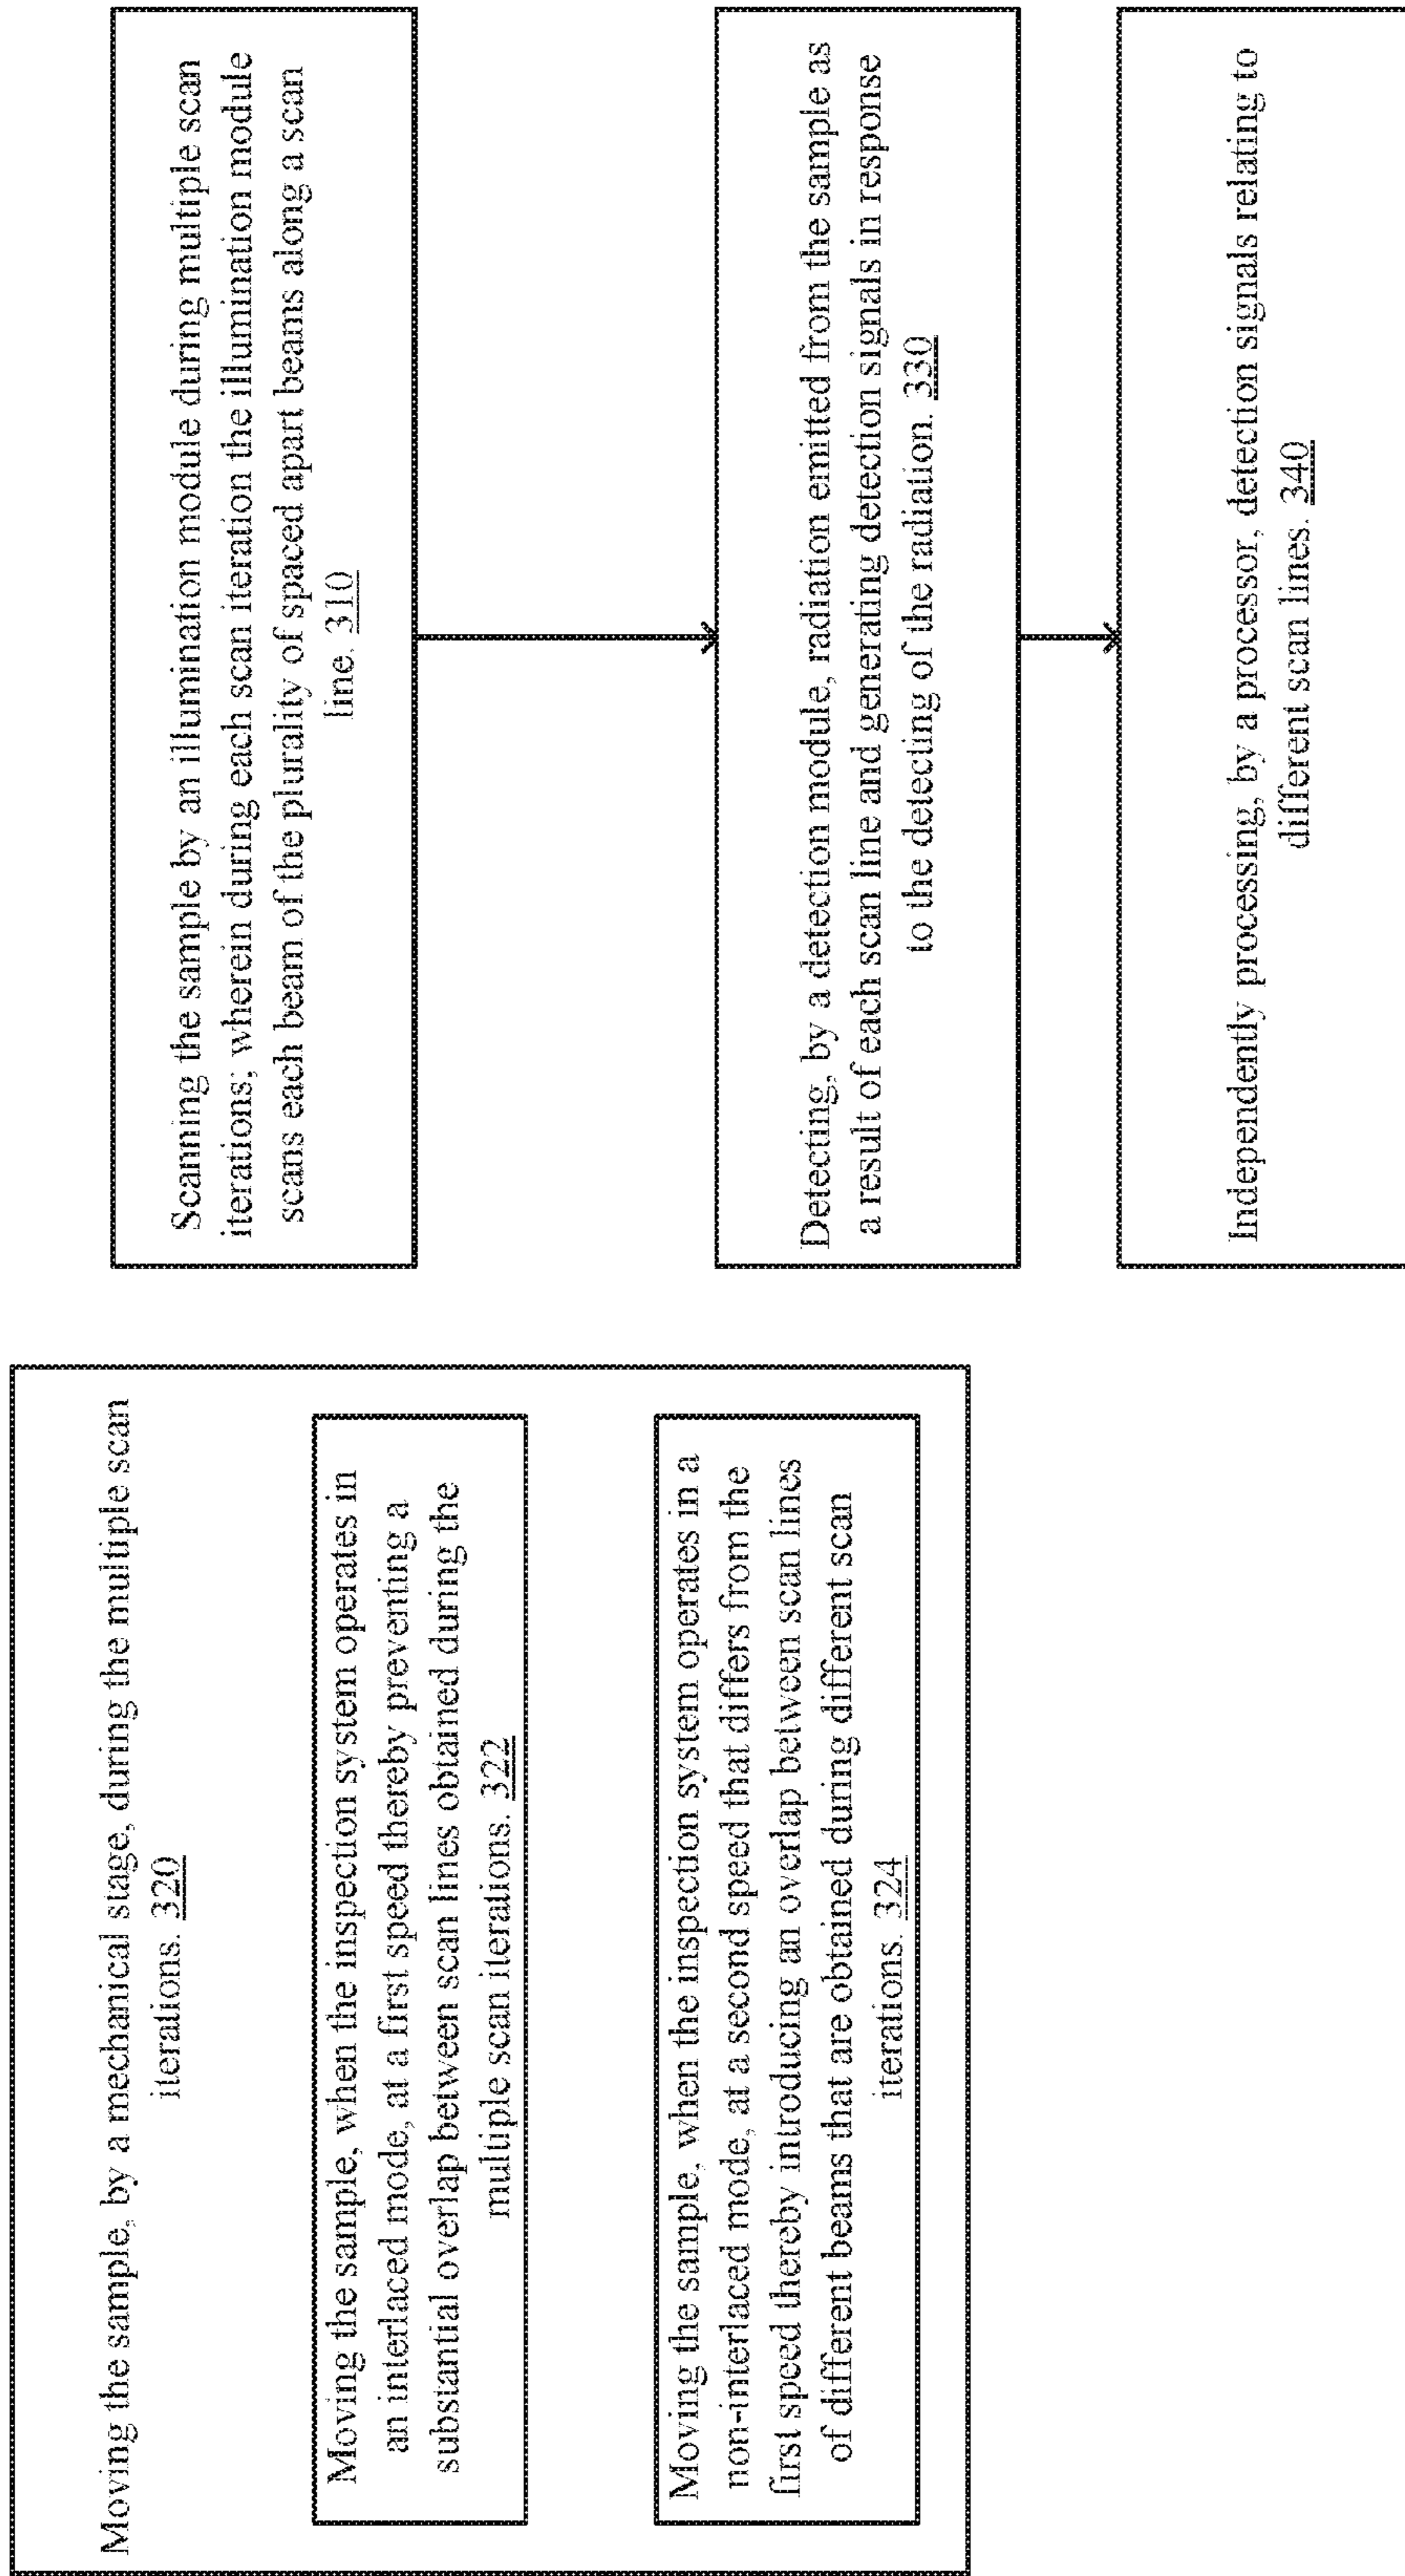 Moving the sample, by a mechanical stage, during the multiple scan
iterations. 320
Moving the sample, when the inspection system operates in
an interlaced mode, at a first speed thereby preventing a
substantial overlap between scan lines obtained during the
multiple scan iterations. 322
Moving the sample, when the inspection system operates in a
non-interlaced mode, at a second speed that differs from the
first speed thereby introducing an overlap between scan lines
of different beams that are obtained during different scan
iterations. 324
Scanning the sample by an illumination module during multiple scan
iterations; wherein during each scan iteration the illumination module
scans each beam of the plurality of spaced apart beams along a scan
line. 310
Detecting, by a detection module, radiation emitted from the sample as
a result of each scan line and generating detection signals in response
to the detecting of the radiation. 330
Independently processing, by a processor, detection signals relating to
different scan lines. 340